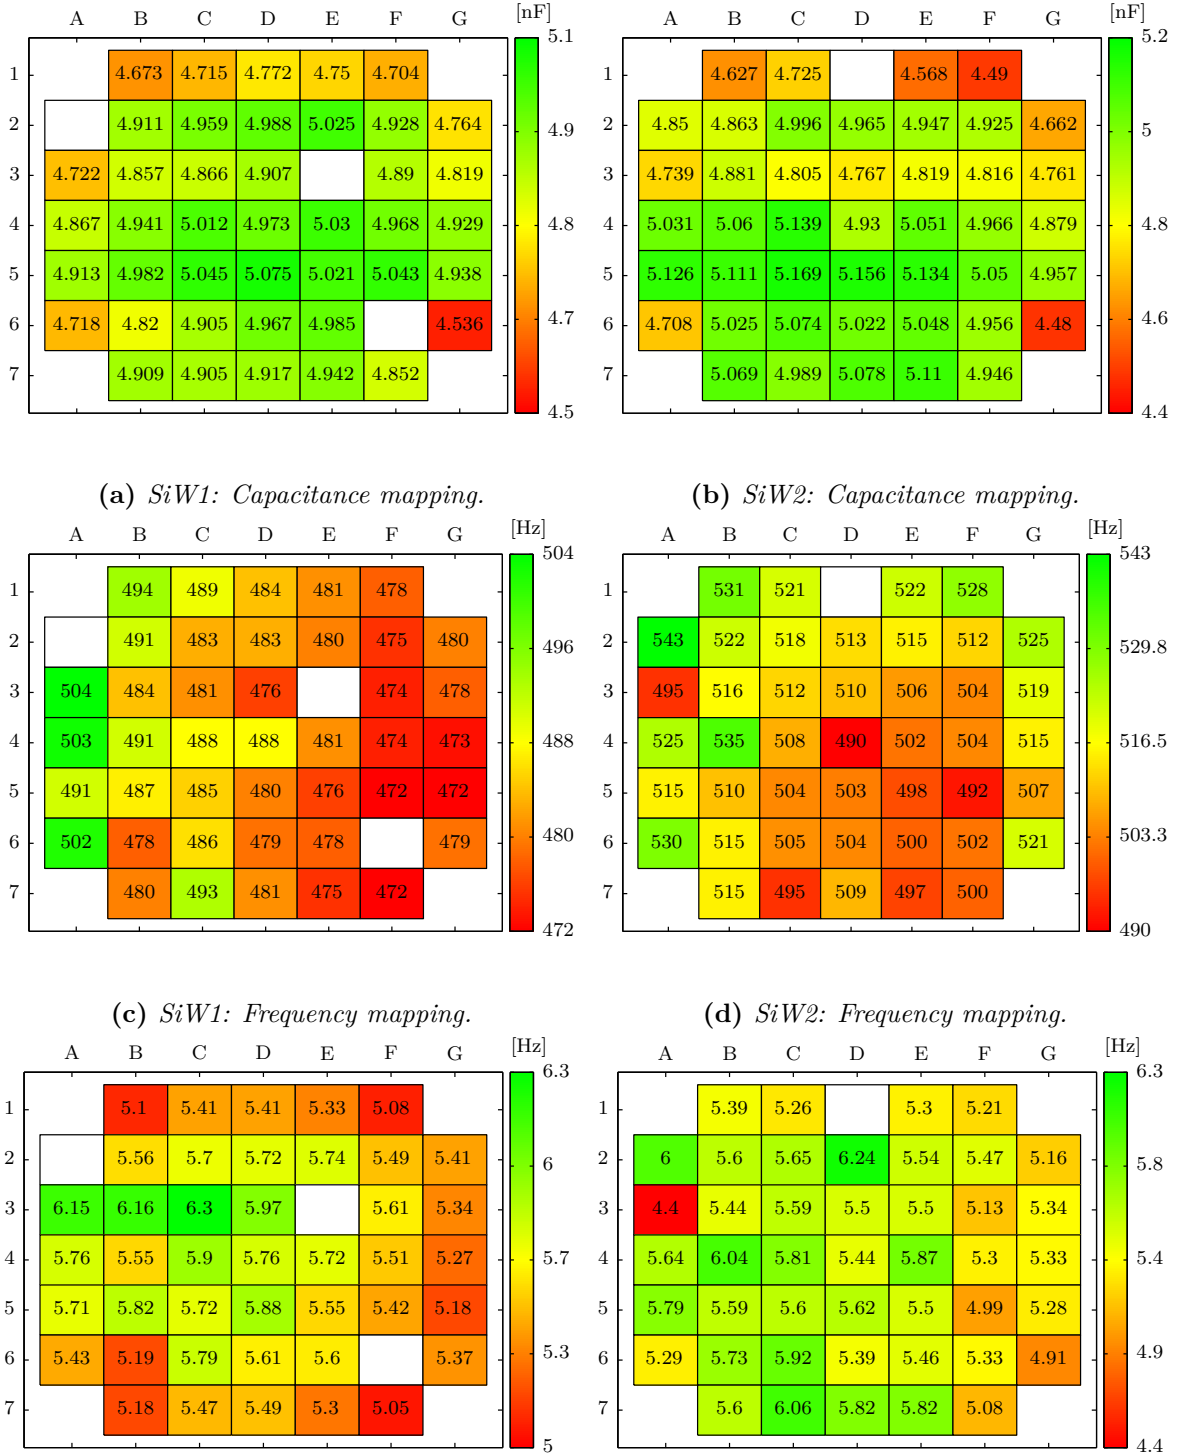 A B C D E F G [nF]
1 4.673 4.715 4.772 4.75 4.704
2 4.911 4.959 4.988 5.025 4.928 4.764
3 4.722 4.857 4.866 4.907 4.89 4.819
4 4.867 4.941 5.012 4.973 5.03 4.968 4.929
5 4.913 4.982 5.045 5.075 5.021 5.043 4.938
6 4.718 4.82 4.905 4.967 4.985 4.536
7 4.909 4.905 4.917 4.942 4.852
5.1
4.9
4.8
4.7
4.5
(a) SiW1: Capacitance mapping.
A B C D E F G [nF]
1 4.627 4.725 4.568 4.49
2 4.85 4.863 4.996 4.965 4.947 4.925 4.662
3 4.739 4.881 4.805 4.767 4.819 4.816 4.761
4 5.031 5.06 5.139 4.93 5.051 4.966 4.879
5 5.126 5.111 5.169 5.156 5.134 5.05 4.957
6 4.708 5.025 5.074 5.022 5.048 4.956 4.48
7 5.069 4.989 5.078 5.11 4.946
5.2
5
4.8
4.6
4.4
(b) SiW2: Capacitance mapping.
A B C D E F G [Hz]
1 494 489 484 481 478
2 491 483 483 480 475 480
3 504 484 481 476 474 478
4 503 491 488 488 481 474 473
5 491 487 485 480 476 472 472
6 502 478 486 479 478 479
7 480 493 481 475 472
504
496
488
480
472
(c) SiW1: Frequency mapping.
A B C D E F G [Hz]
1 531 521 522 528
2 543 522 518 513 515 512 525
3 495 516 512 510 506 504 519
4 525 535 508 490 502 504 515
5 515 510 504 503 498 492 507
6 530 515 505 504 500 502 521
7 515 495 509 497 500
543
529.8
516.5
503.3
490
(d) SiW2: Frequency mapping.
A B C D E F G [Hz]
1 5.1 5.41 5.41 5.33 5.08
2 5.56 5.7 5.72 5.74 5.49 5.41
3 6.15 6.16 6.3 5.97 5.61 5.34
4 5.76 5.55 5.9 5.76 5.72 5.51 5.27
5 5.71 5.82 5.72 5.88 5.55 5.42 5.18
6 5.43 5.19 5.79 5.61 5.6 5.37
7 5.18 5.47 5.49 5.3 5.05
6.3
6
5.7
5.3
5
A B C D E F G [Hz]
1 5.39 5.26 5.3 5.21
2 6 5.6 5.65 6.24 5.54 5.47 5.16
3 4.4 5.44 5.59 5.5 5.5 5.13 5.34
4 5.64 6.04 5.81 5.44 5.87 5.3 5.33
5 5.79 5.59 5.6 5.62 5.5 4.99 5.28
6 5.29 5.73 5.92 5.39 5.46 5.33 4.91
7 5.6 6.06 5.82 5.82 5.08
6.3
5.8
5.4
4.9
4.4